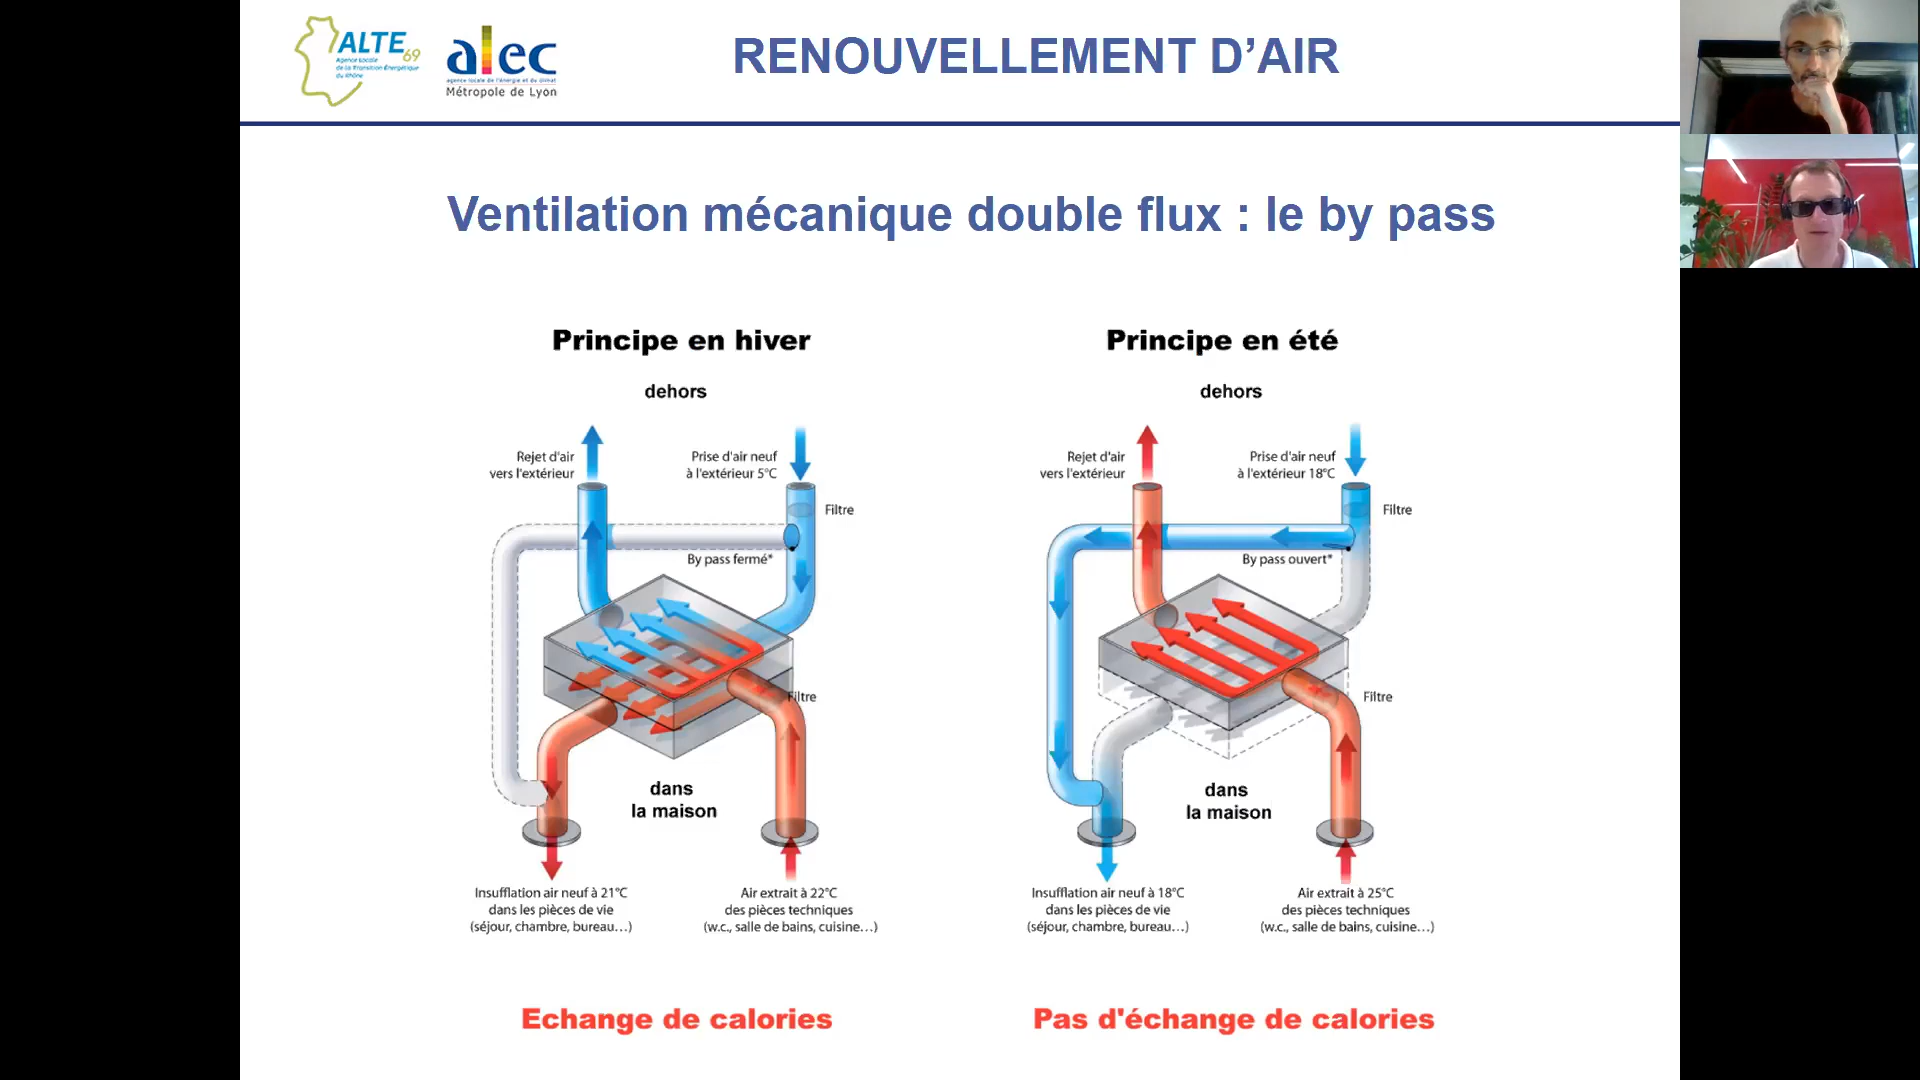 ALTE 69
Agence Locale
de la Transition Énergétique
du Rhône
alec
agence locale de l'énergie et du climat
Métropole de Lyon
RENOUVELLEMENT D'AIR
Ventilation mécanique double flux : le by pass
Principe en hiver
dehors
Rejet d'air
vers l'extérieur
Prise d'air neuf
à l'extérieur 5°C
Filtre
By pass fermé*
Filtre
dans
la maison
Insufflation air neuf à 21°C
dans les pièces de vie
(séjour, chambre, bureau...)
Air extrait à 22°C
des pièces techniques
(w.c., salle de bains, cuisine...)
Echange de calories
Principe en été
dehors
Rejet d'air
vers l'extérieur
Prise d'air neuf
à l'extérieur 18°C
Filtre
By pass ouvert*
Filtre
dans
la maison
Insufflation air neuf à 18°C
dans les pièces de vie
(séjour, chambre, bureau...)
Air extrait à 25°C
des pièces techniques
(w.c., salle de bains, cuisine...)
Pas d'échange de calories